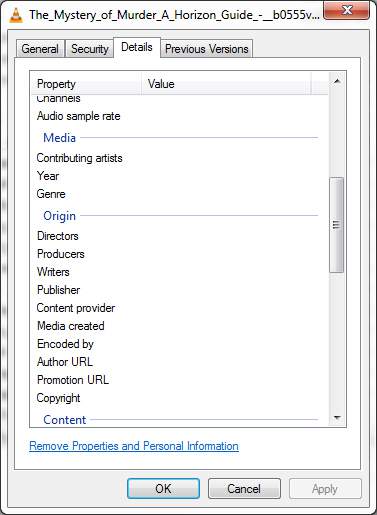 The_Mystery_of_Murder_A_Horizon_Guide_-__b0555v...
General Security Details Previous Versions
Property Value
Channels
Audio sample rate
Media
Contributing artists
Year
Genre
Origin
Directors
Producers
Writers
Publisher
Content provider
Media created
Encoded by
Author URL
Promotion URL
Copyright
Content
Remove Properties and Personal Information
OK Cancel Apply